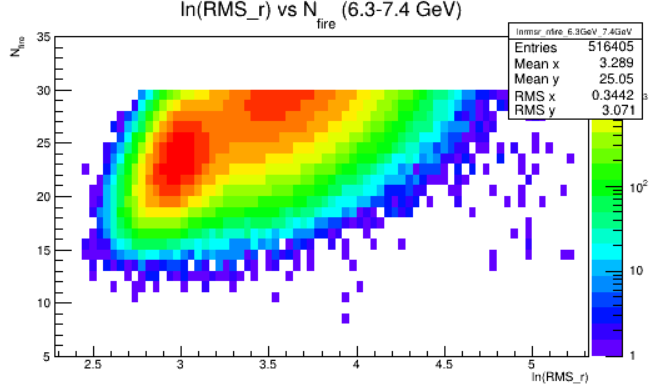 ln(RMS_r) vs N_fire (6.3-7.4 GeV)
lnrmsr_nfire_6.3GeV_7.4GeV
Entries 516405
Mean x 3.289
Mean y 25.05
RMS x 0.3442
RMS y 3.071
N_fire
35
30
25
20
15
10
5
2.5 3 3.5 4 4.5 5
ln(RMS_r)
3
10²
10
1